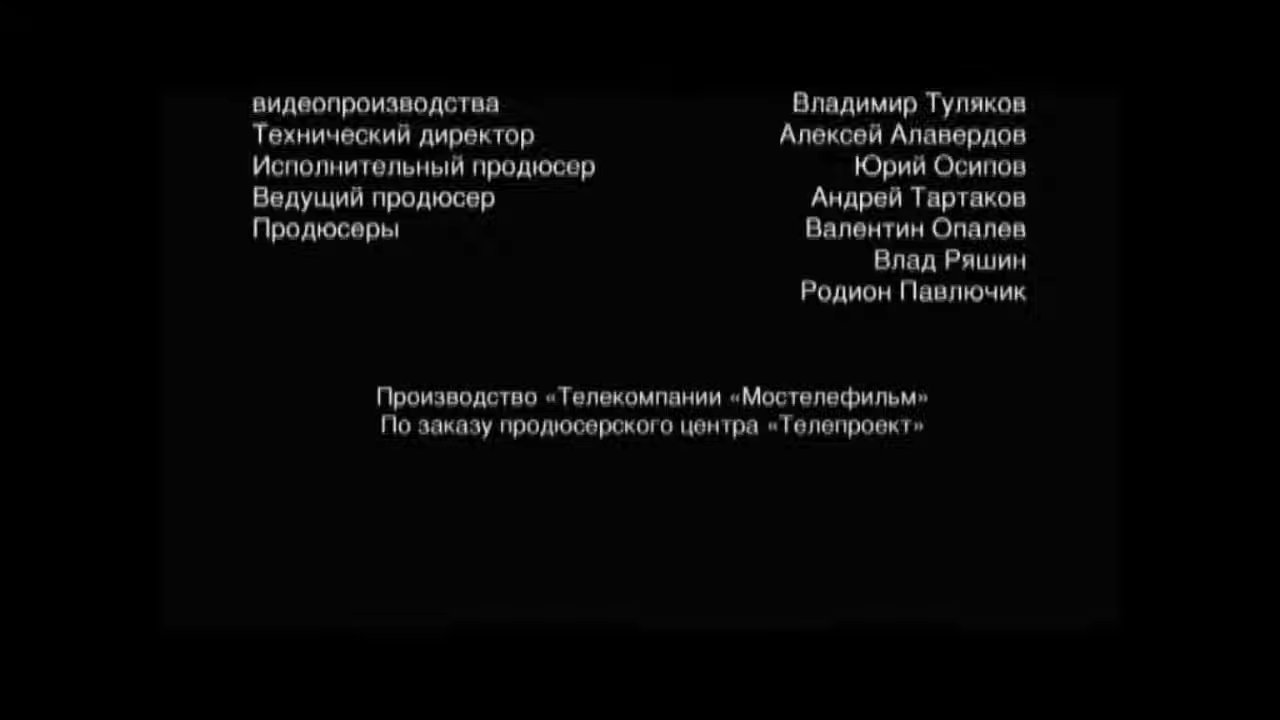 видеопроизводства Владимир Туляков
Технический директор Алексей Алавердов
Исполнительный продюсер Юрий Осипов
Ведущий продюсер Андрей Тартаков
Продюсеры Валентин Опалев
Влад Ряшин
Родион Павлючик
Производство «Телекомпании «Мостелефильм»
По заказу продюсерского центра «Телепроект»